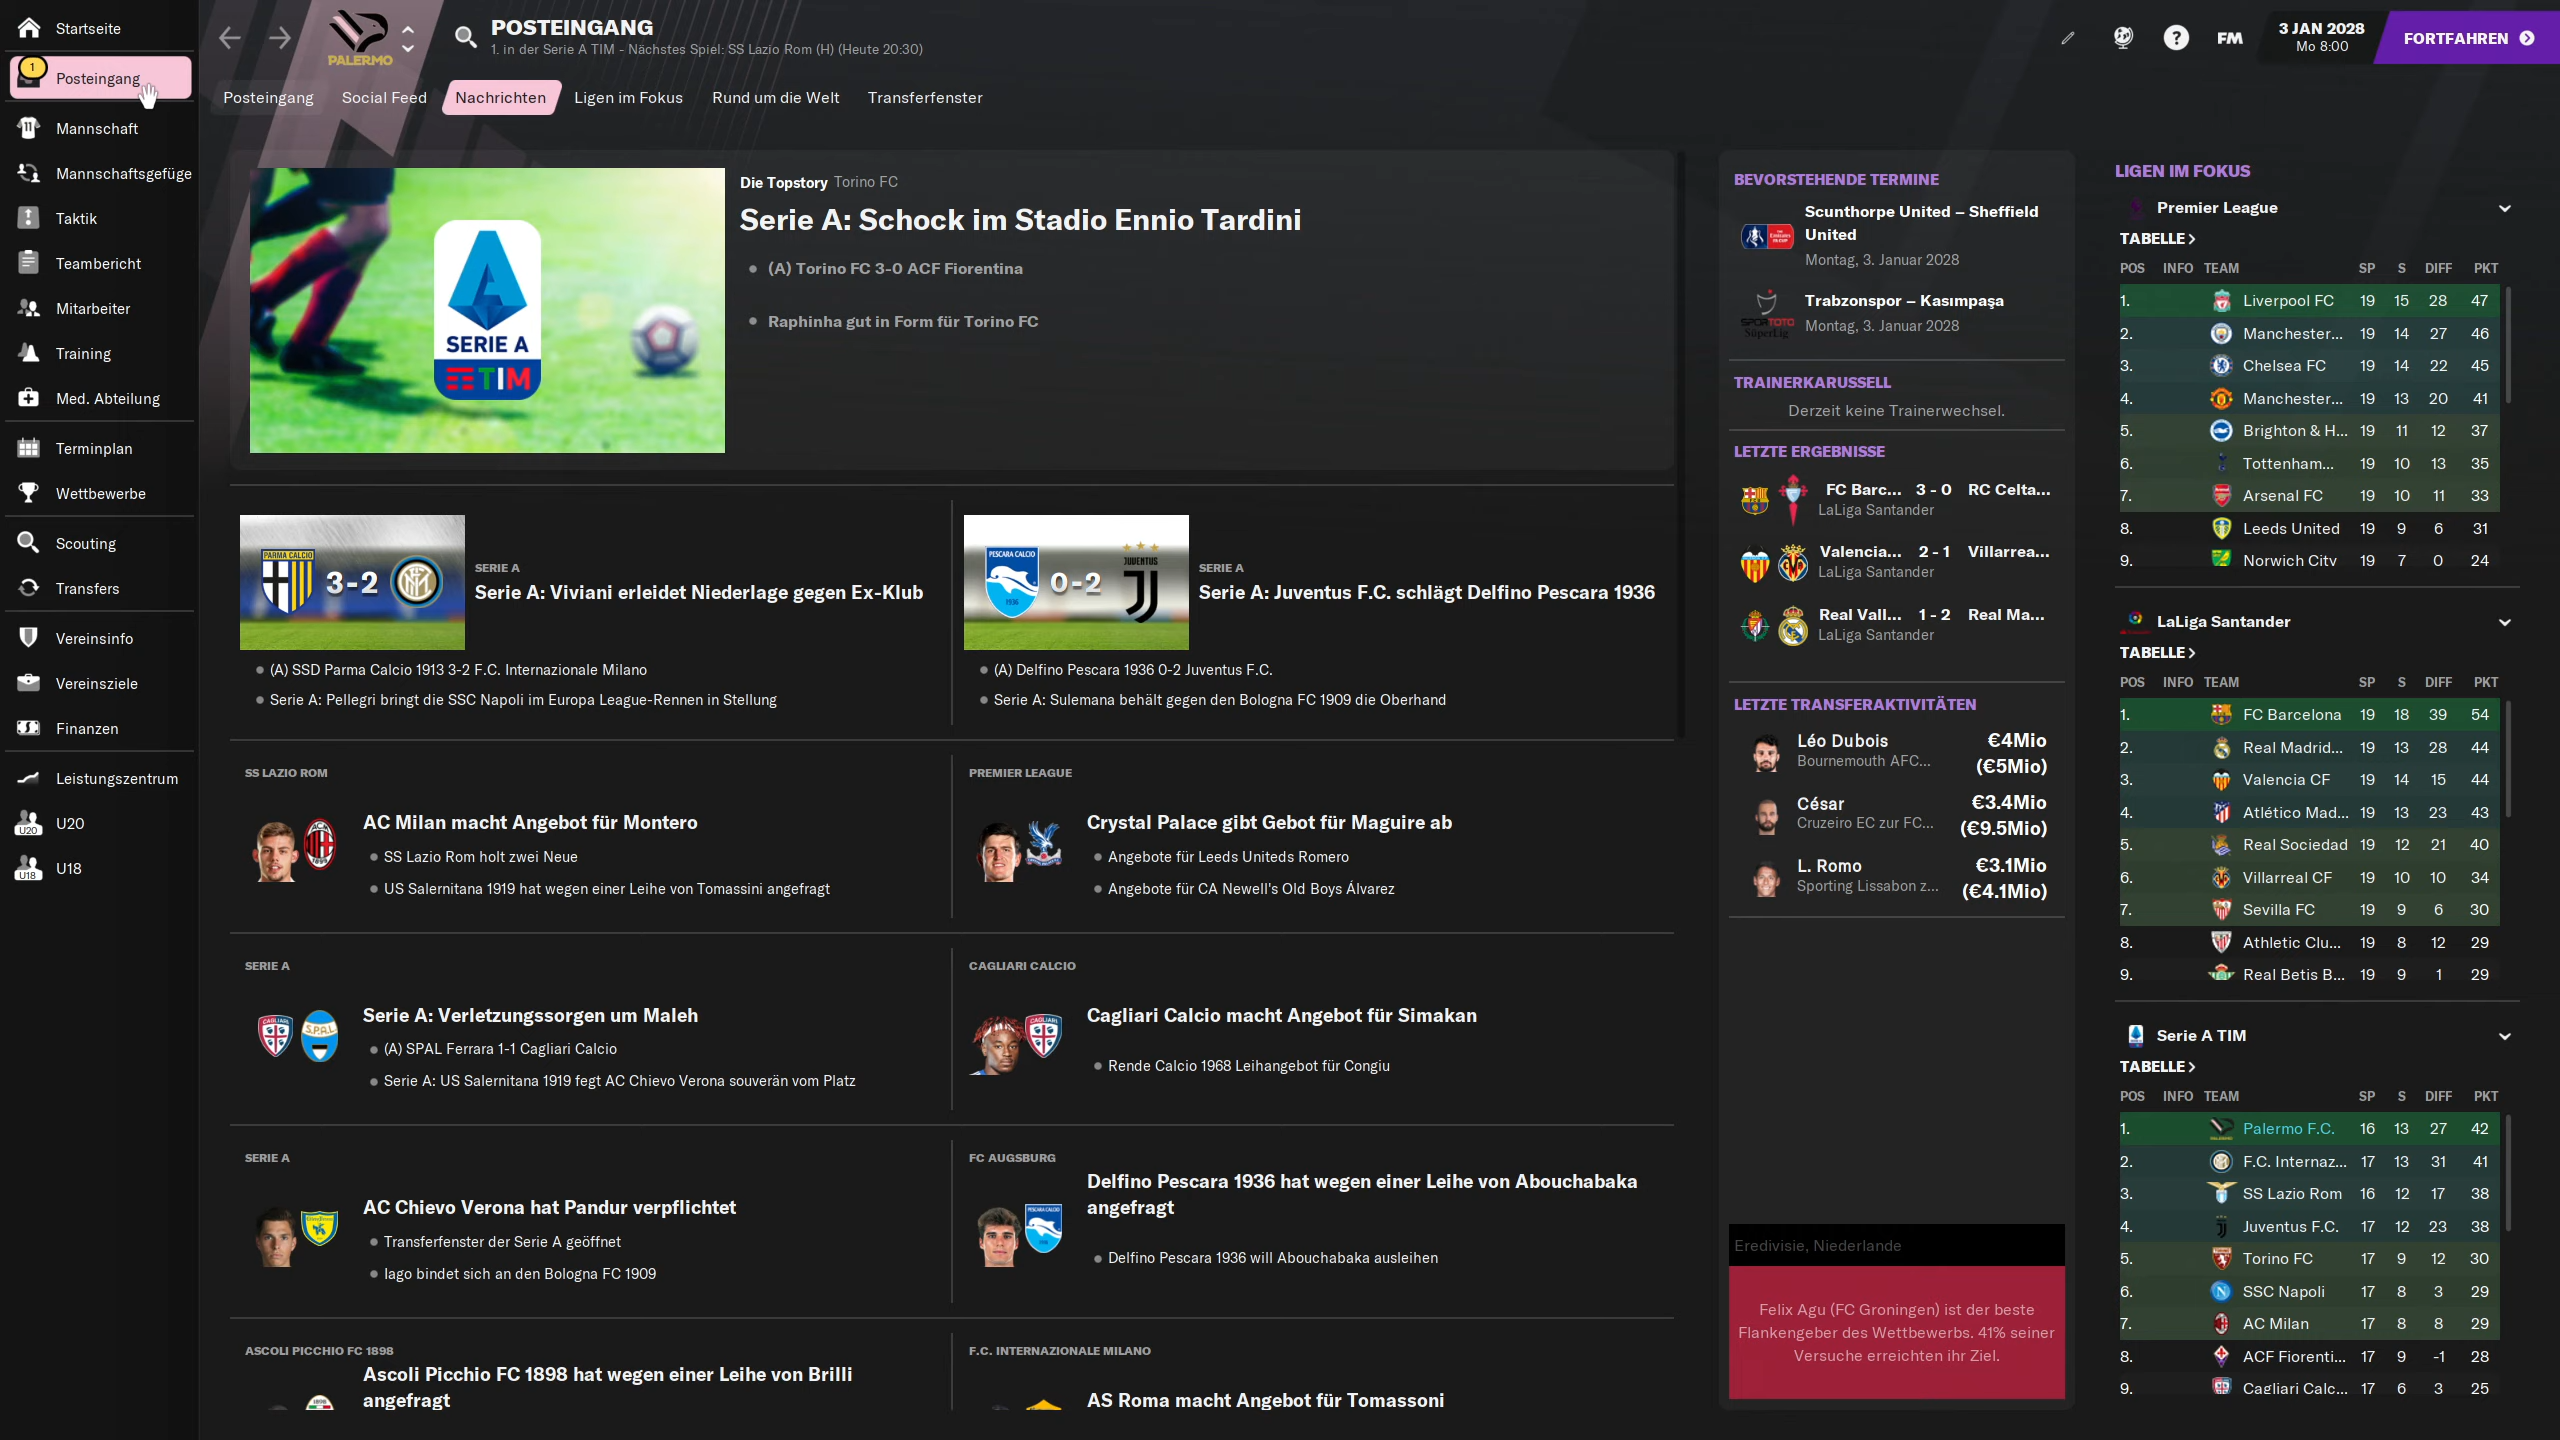 Startseite
1
Posteingang
Mannschaft
Mannschaftsgefüge
Taktik
Teambericht
Mitarbeiter
Training
Med. Abteilung
Terminplan
Wettbewerbe
Scouting
Transfers
Vereinsinfo
Vereinsziele
Finanzen
Leistungszentrum
U20 U20
U18 U18
PALERMO
POSTEINGANG
1. in der Serie A TIM - Nächstes Spiel: SS Lazio Rom (H) (Heute 20:30)
FM
3 JAN 2028
Mo 8:00
FORTFAHREN
Posteingang Social Feed Nachrichten Ligen im Fokus Rund um die Welt Transferfenster
SERIE A
TIM
Die Topstory Torino FC
Serie A: Schock im Stadio Ennio Tardini
(A) Torino FC 3-0 ACF Fiorentina
Raphinha gut in Form für Torino FC
PARMA CALCIO
3-2
SERIE A
Serie A: Viviani erleidet Niederlage gegen Ex-Klub
(A) SSD Parma Calcio 1913 3-2 F.C. Internazionale Milano
Serie A: Pellegri bringt die SSC Napoli im Europa League-Rennen in Stellung
PESCARA CALCIO
1936
0-2
JUVENTUS
SERIE A
Serie A: Juventus F.C. schlägt Delfino Pescara 1936
(A) Delfino Pescara 1936 0-2 Juventus F.C.
Serie A: Sulemana behält gegen den Bologna FC 1909 die Oberhand
SS LAZIO ROM
AC Milan macht Angebot für Montero
SS Lazio Rom holt zwei Neue
US Salernitana 1919 hat wegen einer Leihe von Tomassini angefragt
PREMIER LEAGUE
Crystal Palace gibt Gebot für Maguire ab
Angebote für Leeds Uniteds Romero
Angebote für CA Newell's Old Boys Álvarez
SERIE A
Serie A: Verletzungssorgen um Maleh
(A) SPAL Ferrara 1-1 Cagliari Calcio
Serie A: US Salernitana 1919 fegt AC Chievo Verona souverän vom Platz
CAGLIARI CALCIO
Cagliari Calcio macht Angebot für Simakan
Rende Calcio 1968 Leihangebot für Congiu
SERIE A
AC Chievo Verona hat Pandur verpflichtet
Transferfenster der Serie A geöffnet
Iago bindet sich an den Bologna FC 1909
FC AUGSBURG
Delfino Pescara 1936 hat wegen einer Leihe von Abouchabaka
angefragt
Delfino Pescara 1936 will Abouchabaka ausleihen
ASCOLI PICCHIO FC 1898
Ascoli Picchio FC 1898 hat wegen einer Leihe von Brilli
angefragt
F.C. INTERNAZIONALE MILANO
AS Roma macht Angebot für Tomassoni
BEVORSTEHENDE TERMINE
Scunthorpe United – Sheffield
United
Montag, 3. Januar 2028
Trabzonspor – Kasımpaşa
Montag, 3. Januar 2028
TRAINERKARUSSELL
Derzeit keine Trainerwechsel.
LETZTE ERGEBNISSE
FC Barc... 3 - 0 RC Celta...
LaLiga Santander
Valencia... 2 - 1 Villarrea...
LaLiga Santander
Real Vall... 1 - 2 Real Ma...
LaLiga Santander
LETZTE TRANSFERAKTIVITÄTEN
Léo Dubois €4Mio
Bournemouth AFC... (€5Mio)
César €3.4Mio
Cruzeiro EC zur FC... (€9.5Mio)
L. Romo €3.1Mio
Sporting Lissabon z... (€4.1Mio)
Eredivisie, Niederlande
Felix Agu (FC Groningen) ist der beste
Flankengeber des Wettbewerbs. 41% seiner
Versuche erreichten ihr Ziel.
LIGEN IM FOKUS
Premier League
TABELLE
POS INFO TEAM SP S DIFF PKT
1. Liverpool FC 19 15 28 47
2. Manchester... 19 14 27 46
3. Chelsea FC 19 14 22 45
4. Manchester... 19 13 20 41
5. Brighton & H... 19 11 12 37
6. Tottenham... 19 10 13 35
7. Arsenal FC 19 10 11 33
8. Leeds United 19 9 6 31
9. Norwich City 19 7 0 24
LaLiga Santander
TABELLE
POS INFO TEAM SP S DIFF PKT
1. FC Barcelona 19 18 39 54
2. Real Madrid... 19 13 28 44
3. Valencia CF 19 14 15 44
4. Atlético Mad... 19 13 23 43
5. Real Sociedad 19 12 21 40
6. Villarreal CF 19 10 10 34
7. Sevilla FC 19 9 6 30
8. Athletic Clu... 19 8 12 29
9. Real Betis B... 19 9 1 29
Serie A TIM
TABELLE
POS INFO TEAM SP S DIFF PKT
1. Palermo F.C. 16 13 27 42
2. F.C. Internaz... 17 13 31 41
3. SS Lazio Rom 16 12 17 38
4. Juventus F.C. 17 12 23 38
5. Torino FC 17 9 12 30
6. SSC Napoli 17 8 3 29
7. AC Milan 17 8 8 29
8. ACF Fiorenti... 17 9 -1 28
9. Cagliari Calc... 17 6 3 25